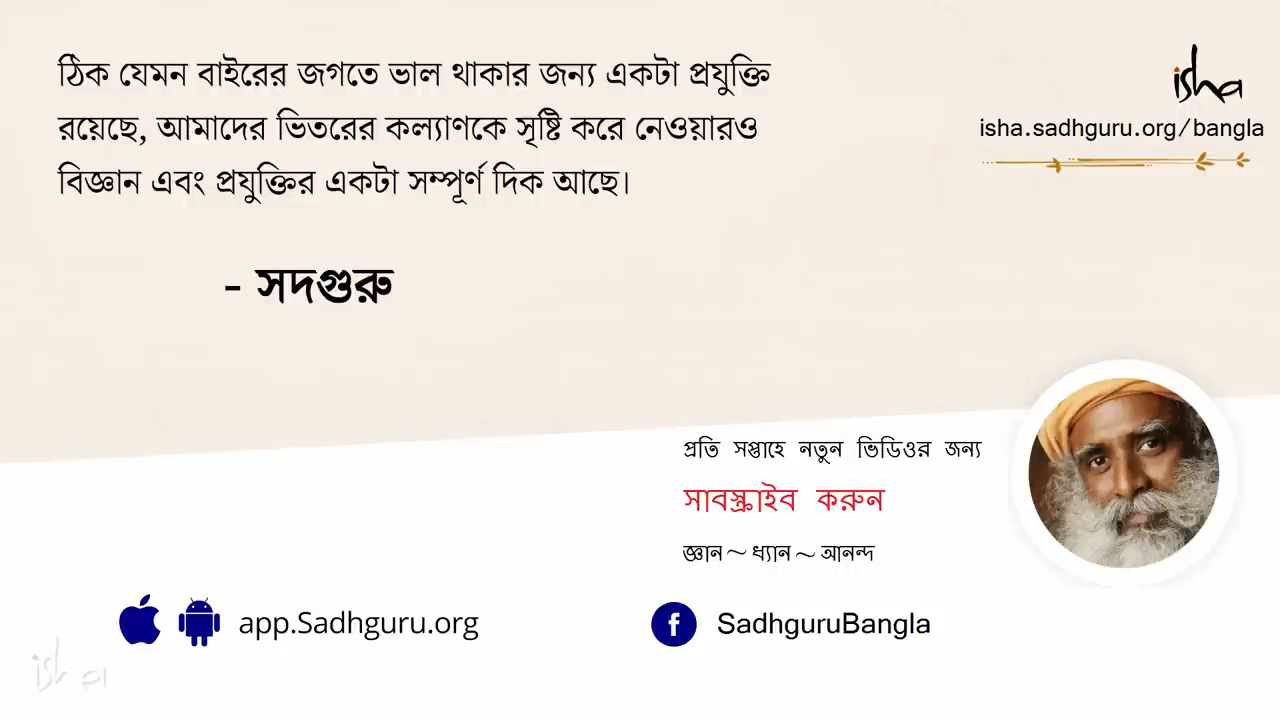 ঠিক যেমন বাইরের জগতে ভাল থাকার জন্য একটা প্রযুক্তি
রয়েছে, আমাদের ভিতরের কল্যাণকে সৃষ্টি করে নেওয়ারও
বিজ্ঞান এবং প্রযুক্তির একটা সম্পূর্ণ দিক আছে।
- সদগুরু
isha
isha.sadhguru.org/bangla
প্রতি সপ্তাহে নতুন ভিডিওর জন্য
সাবস্ক্রাইব করুন
জ্ঞান ~ ধ্যান ~ আনন্দ
app.Sadhguru.org
f SadhguruBangla
isha